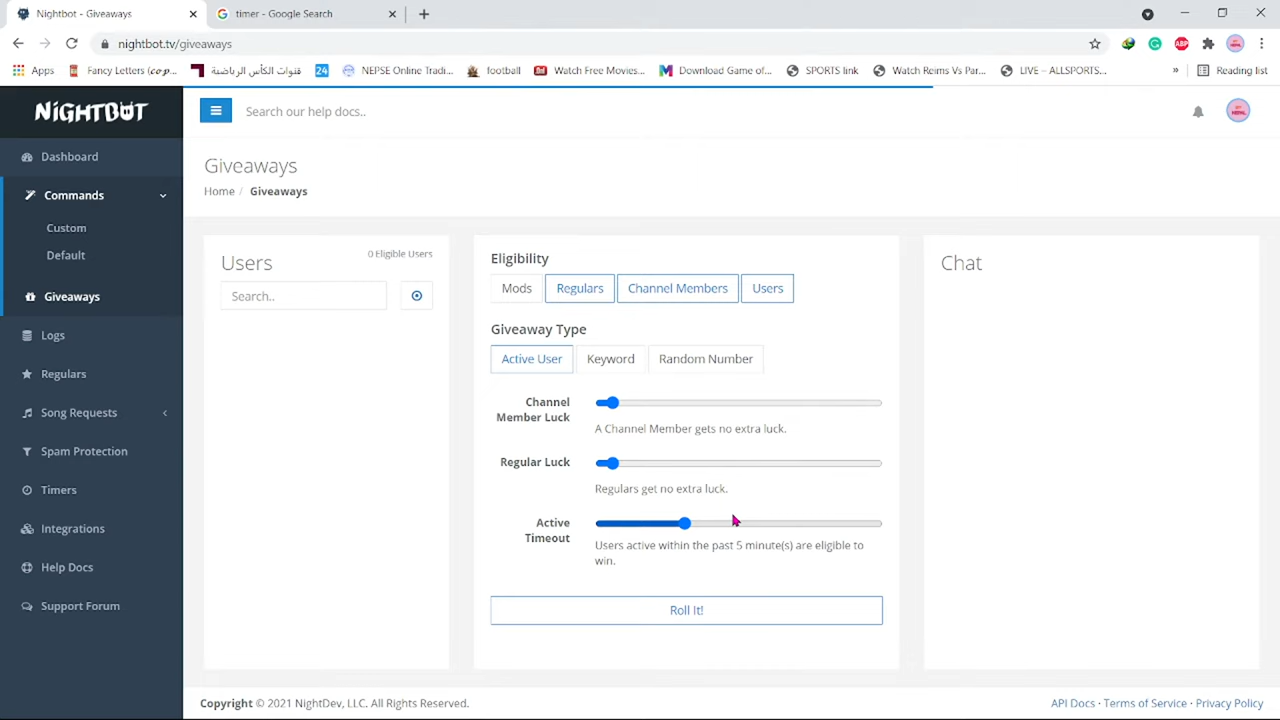 Nightbot - Giveaways
timer - Google Search
nightbot.tv/giveaways
ABP
Apps
Fancy Letters (𝓬𝓸𝓹...
قنوات الكأس الرياضية
24
NEPSE Online Tradi...
football
Watch Free Movies...
Download Game of...
SPORTS link
Watch Reims Vs Par...
LIVE – ALLSPORTS...
»
Reading list
NIGHTBOT
Search our help docs..
Dashboard
Commands
Custom
Default
Giveaways
Logs
Regulars
Song Requests
Spam Protection
Timers
Integrations
Help Docs
Support Forum
Giveaways
Home / Giveaways
Users
0 Eligible Users
Search..
Eligibility
Mods
Regulars
Channel Members
Users
Giveaway Type
Active User
Keyword
Random Number
Channel
Member Luck
A Channel Member gets no extra luck.
Regular Luck
Regulars get no extra luck.
Active
Timeout
Users active within the past 5 minute(s) are eligible to
win.
Roll It!
Chat
Copyright © 2021 NightDev, LLC. All Rights Reserved.
API Docs · Terms of Service · Privacy Policy